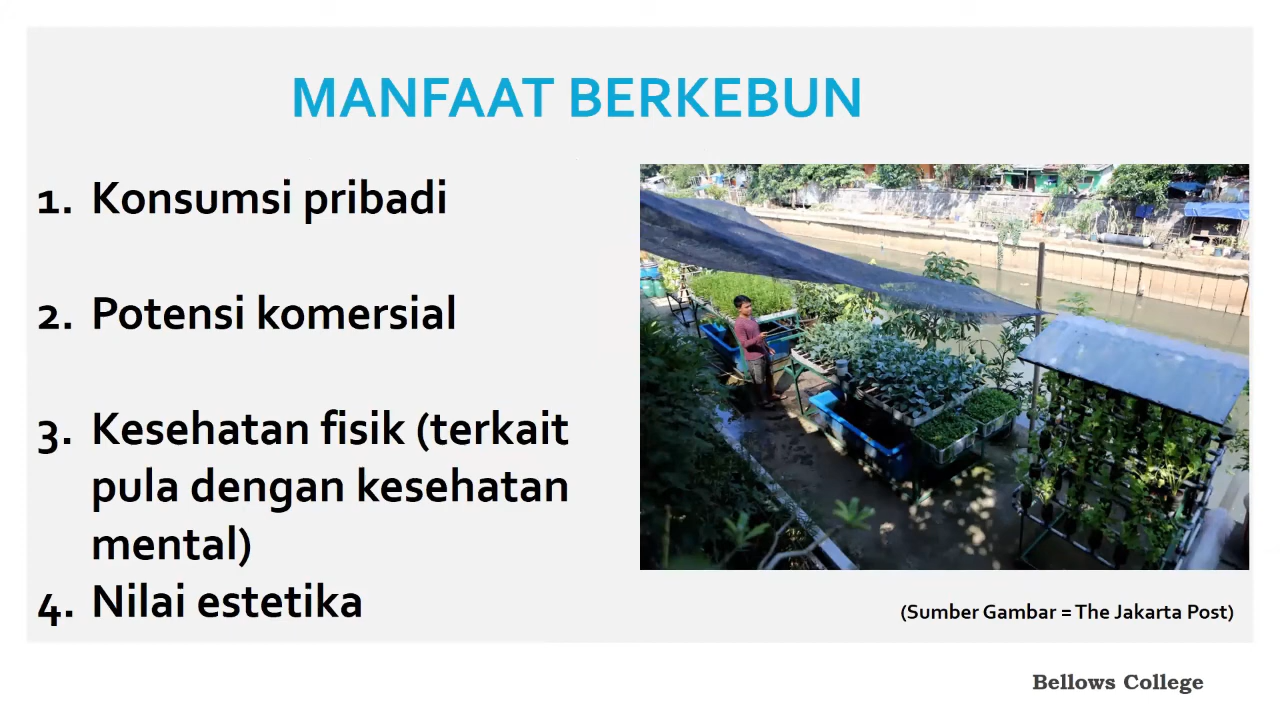 MANFAAT BERKEBUN
1. Konsumsi pribadi
2. Potensi komersial
3. Kesehatan fisik (terkait
pula dengan kesehatan
mental)
4. Nilai estetika
(Sumber Gambar = The Jakarta Post)
Bellows College